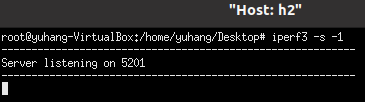 "Host: h2"
root@yuhang-VirtualBox:/home/yuhang/Desktop# iperf3 -s -1
-----------------------------------------------------------
Server listening on 5201
-----------------------------------------------------------